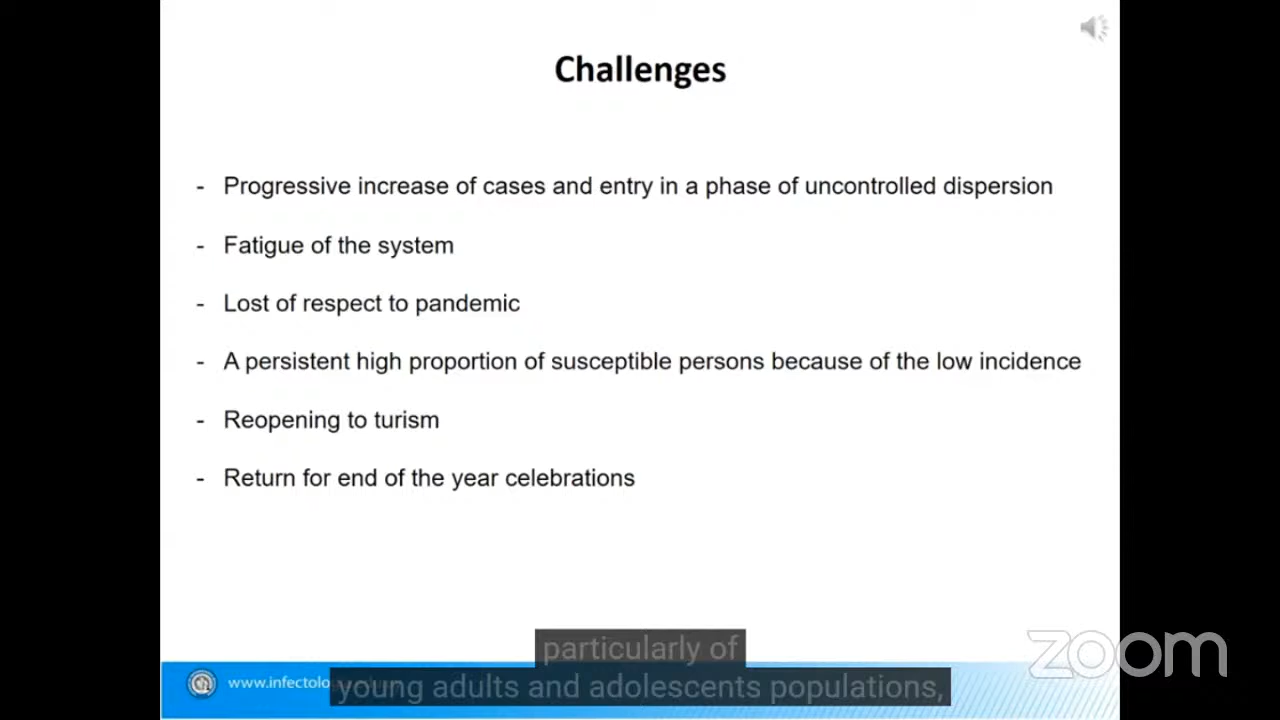 Challenges
- Progressive increase of cases and entry in a phase of uncontrolled dispersion
- Fatigue of the system
- Lost of respect to pandemic
- A persistent high proportion of susceptible persons because of the low incidence
- Reopening to turism
- Return for end of the year celebrations
particularly of
young adults and adolescents populations,
zoom